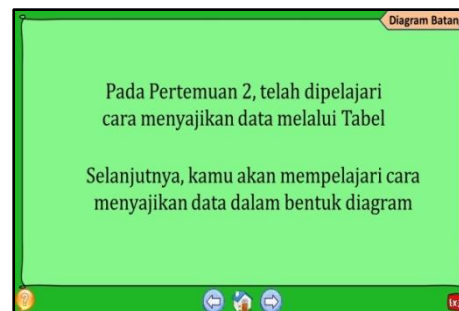 Diagram Batan
Pada Pertemuan 2, telah dipelajari
cara menyajikan data melalui Tabel
Selanjutnya, kamu akan mempelajari cara
menyajikan data dalam bentuk diagram